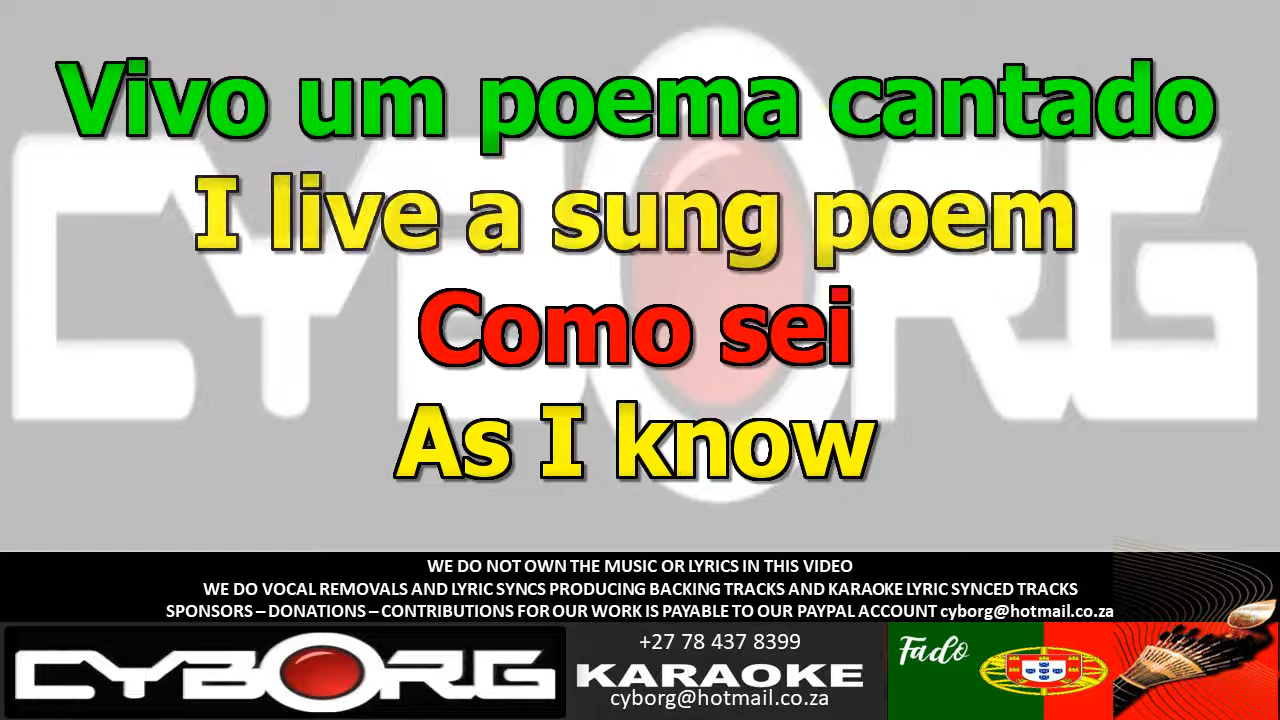 Vivo um poema cantado
I live a sung poem
Como sei
As I know
CYBORG
WE DO NOT OWN THE MUSIC OR LYRICS IN THIS VIDEO
WE DO VOCAL REMOVALS AND LYRIC SYNCS PRODUCING BACKING TRACKS AND KARAOKE LYRIC SYNCED TRACKS
SPONSORS – DONATIONS – CONTRIBUTIONS FOR OUR WORK IS PAYABLE TO OUR PAYPAL ACCOUNT cyborg@hotmail.co.za
CYBORG
+27 78 437 8399
KARAOKE
cyborg@hotmail.co.za
Fado